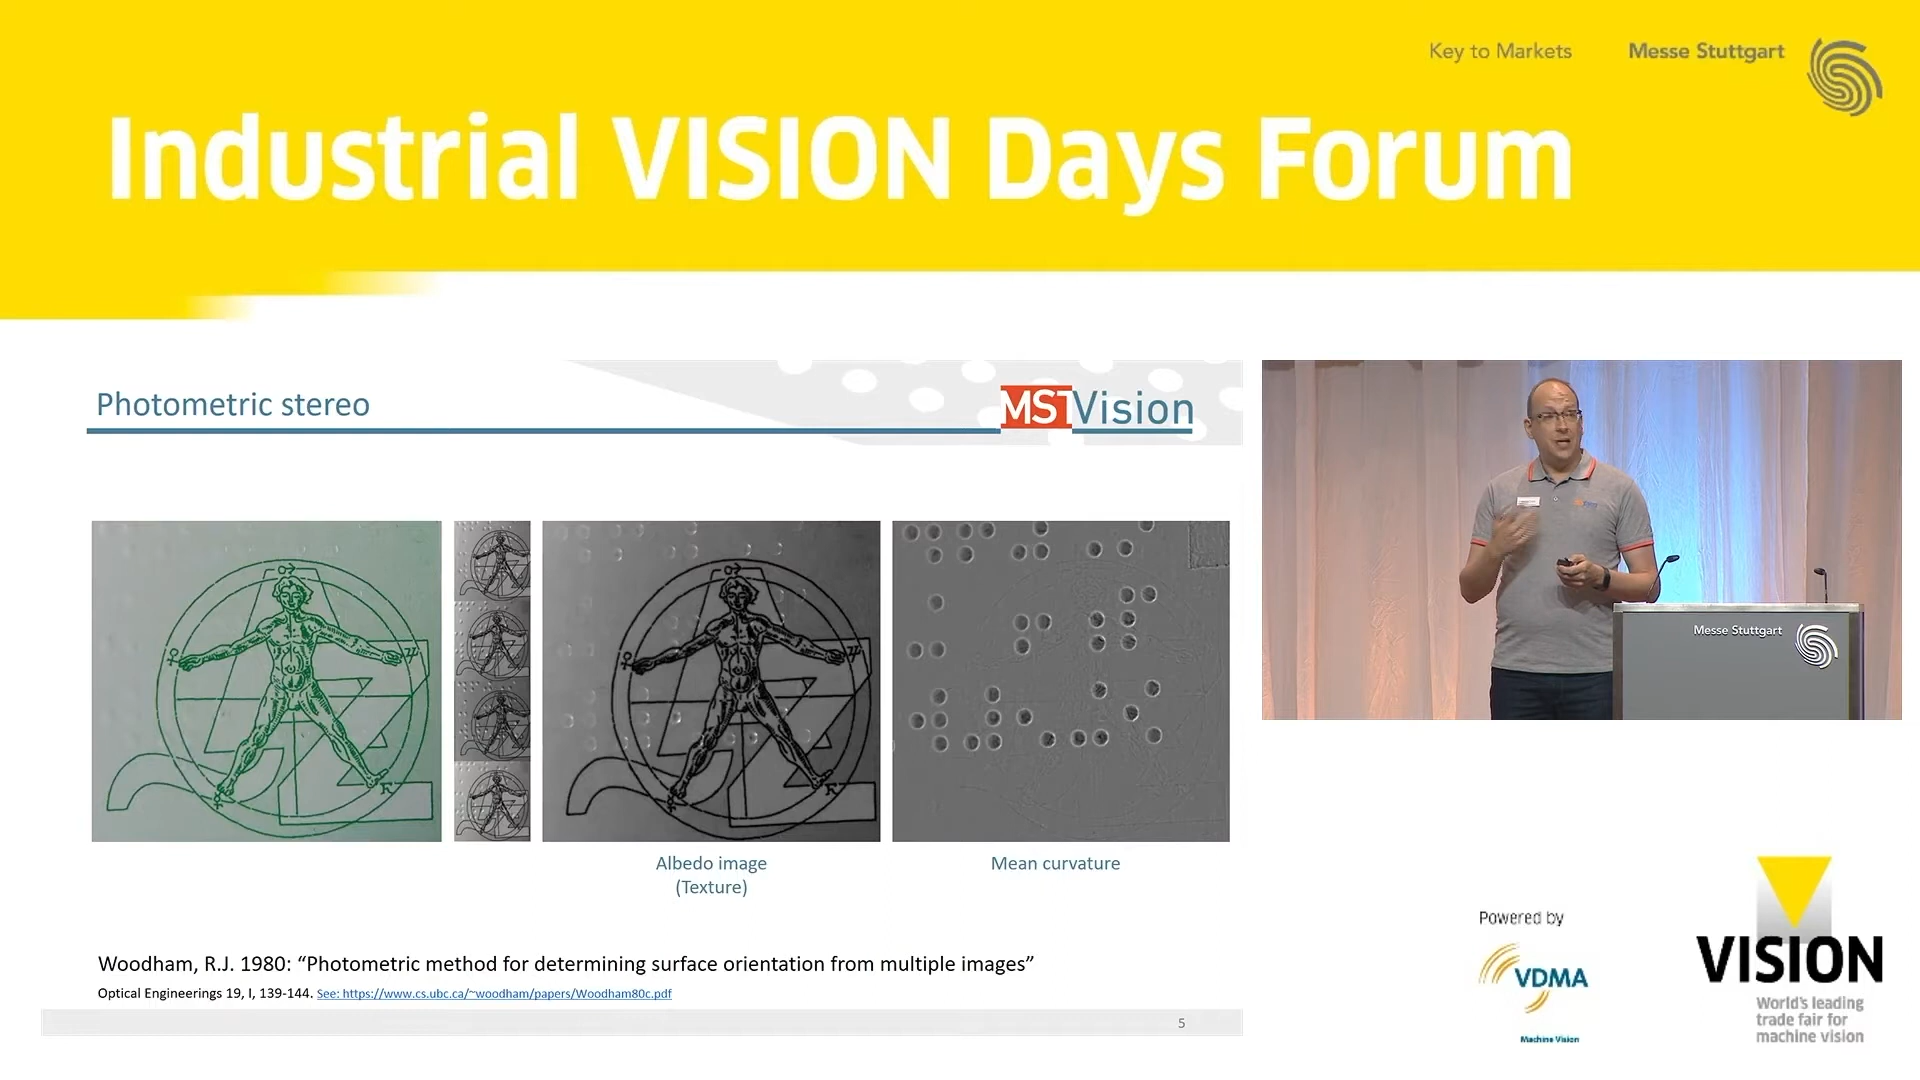 Key to Markets
Messe Stuttgart
Industrial VISION Days Forum
Photometric stereo
MSTVision
Albedo image
(Texture)
Mean curvature
Woodham, R.J. 1980: “Photometric method for determining surface orientation from multiple images”
Optical Engineerings 19, I, 139-144. See: https://www.cs.ubc.ca/~woodham/papers/Woodham80c.pdf
5
Messe Stuttgart
Powered by
VDMA
Machine Vision
VISION
World's leading
trade fair for
machine vision